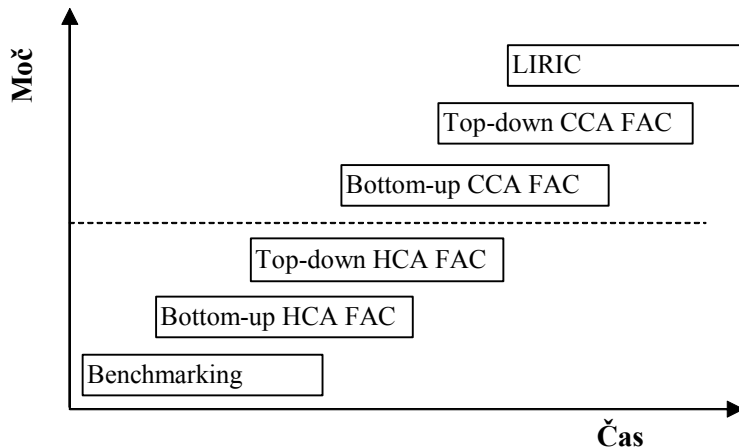 Moč
LIRIC
Top-down CCA FAC
Bottom-up CCA FAC
Top-down HCA FAC
Bottom-up HCA FAC
Benchmarking
Čas